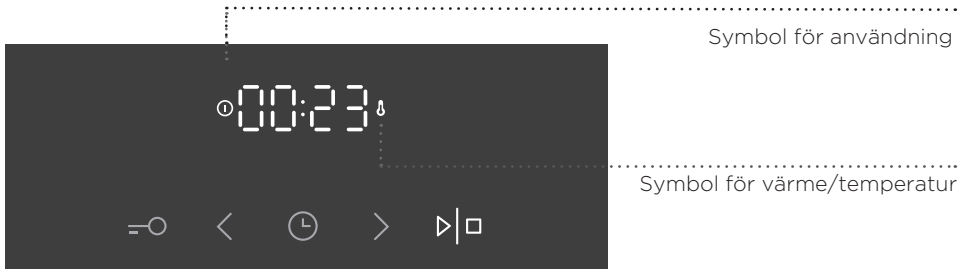 Symbol för användning
00:23
Symbol för värme/temperatur